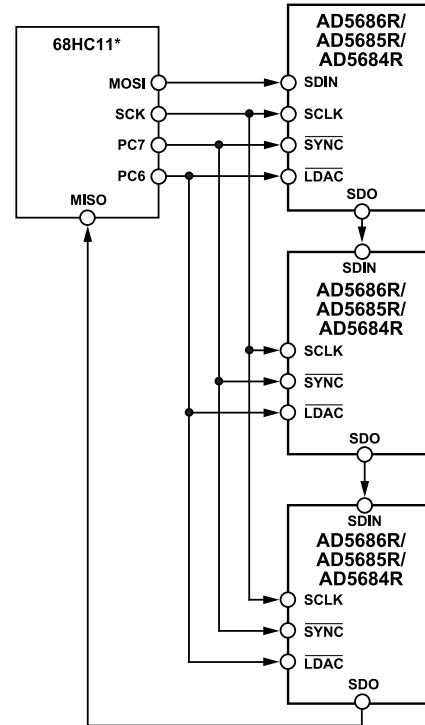 68HC11*
MOSI
SCK
PC7
PC6
MISO
AD5686R/
AD5685R/
AD5684R
SDIN
SCLK
SYNC
LDAC
SDO
SDIN
AD5686R/
AD5685R/
AD5684R
SCLK
SYNC
LDAC
SDO
SDIN
AD5686R/
AD5685R/
AD5684R
SCLK
SYNC
LDAC
SDO